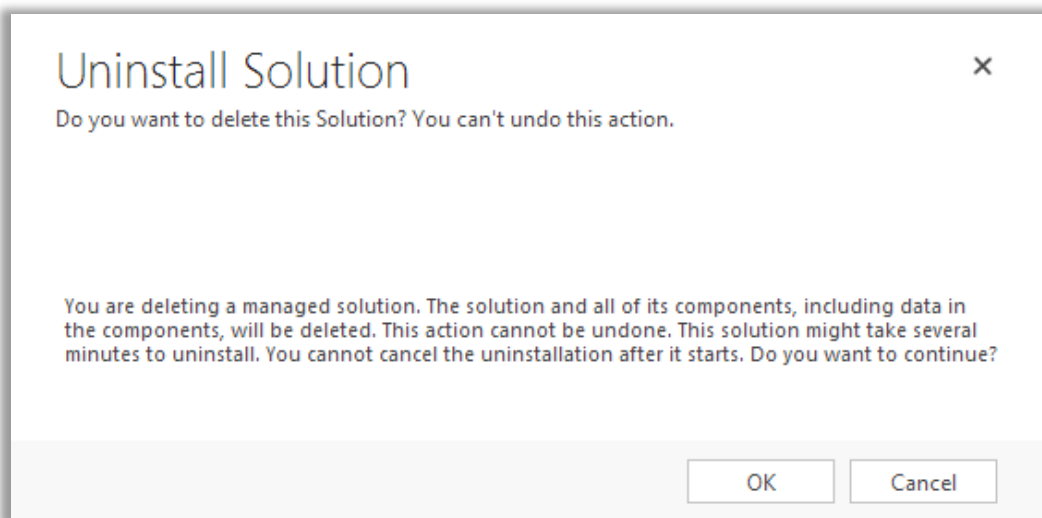 Uninstall Solution
Do you want to delete this Solution? You can't undo this action.
You are deleting a managed solution. The solution and all of its components, including data in
the components, will be deleted. This action cannot be undone. This solution might take several
minutes to uninstall. You cannot cancel the uninstallation after it starts. Do you want to continue?
OK Cancel